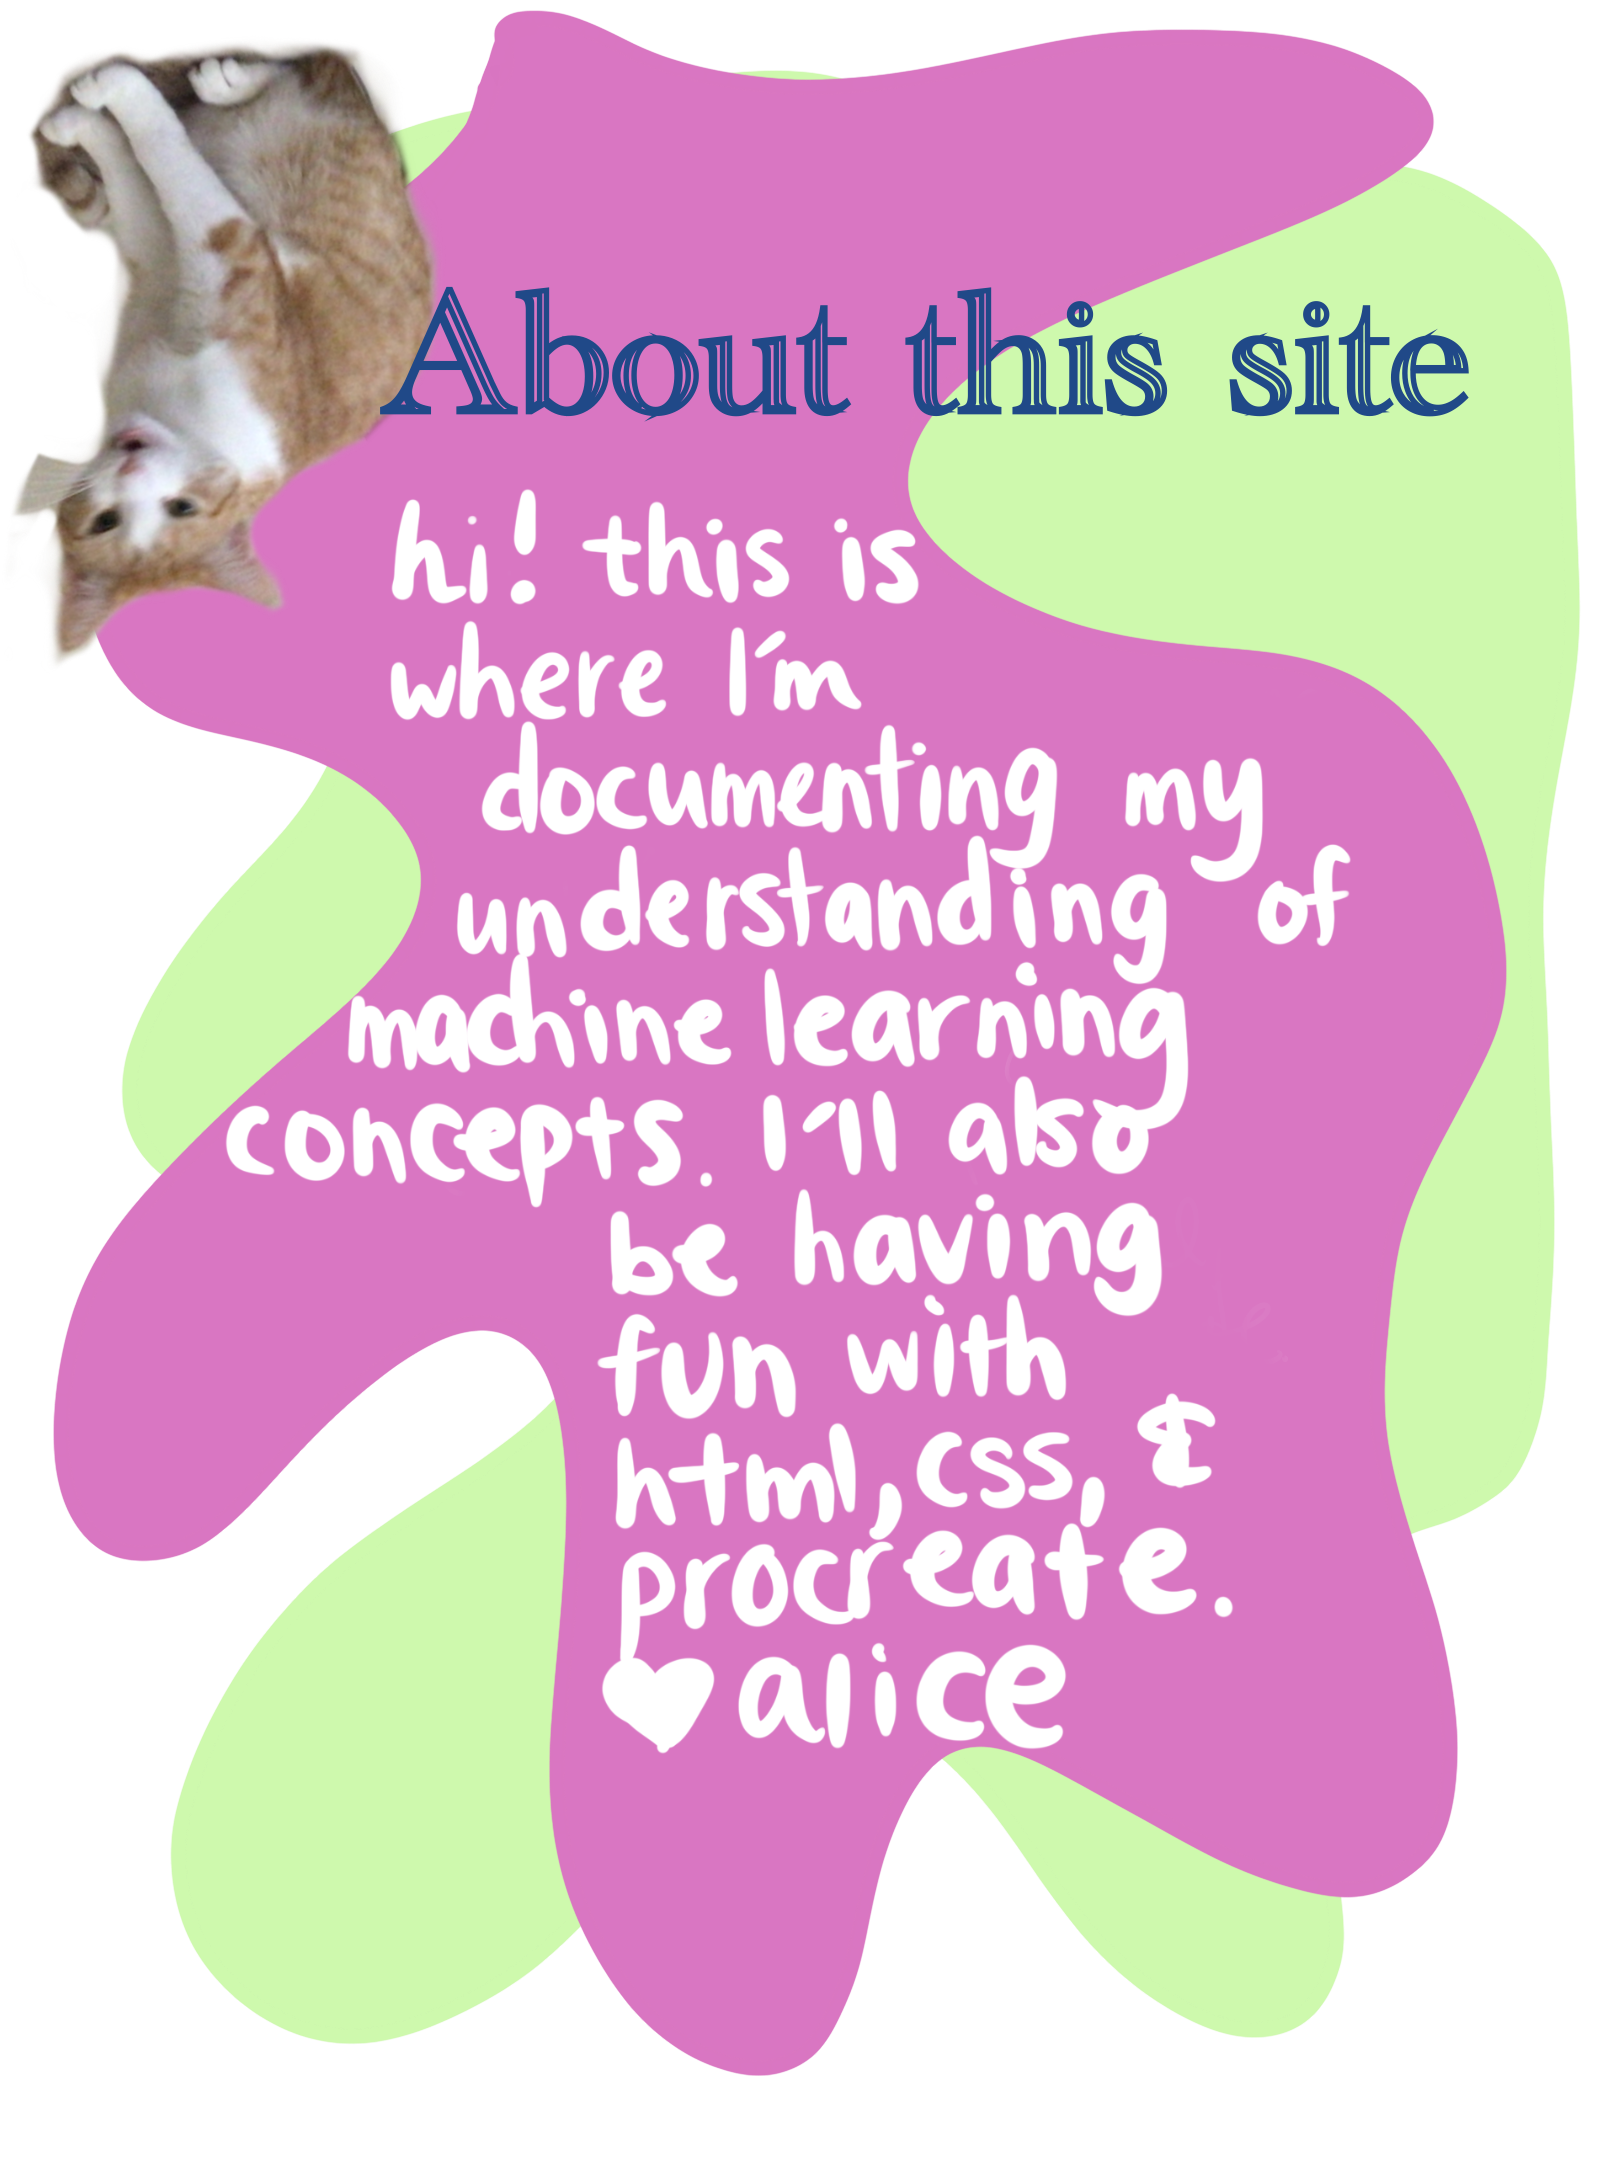 About this site
hi! this is
where I'm
documenting my
understanding of
machine learning
concepts. I'll also
be having
fun with
html, css, &
procreate.
♥ alice